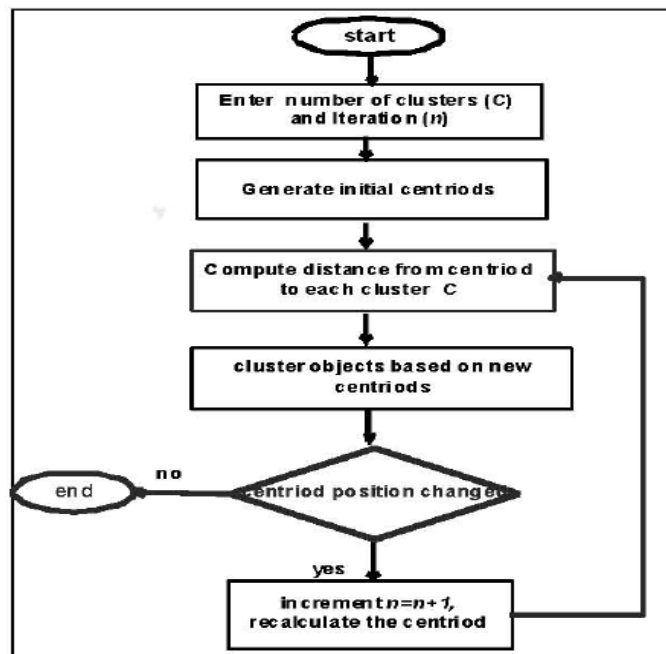 start
Enter number of clusters (C)
and iteration (n)
Generate initial centriods
Compute distance from centriod
to each cluster C
cluster objects based on new
centriods
no
end
centriod position changed
yes
increment n=n+1,
recalculate the centriod